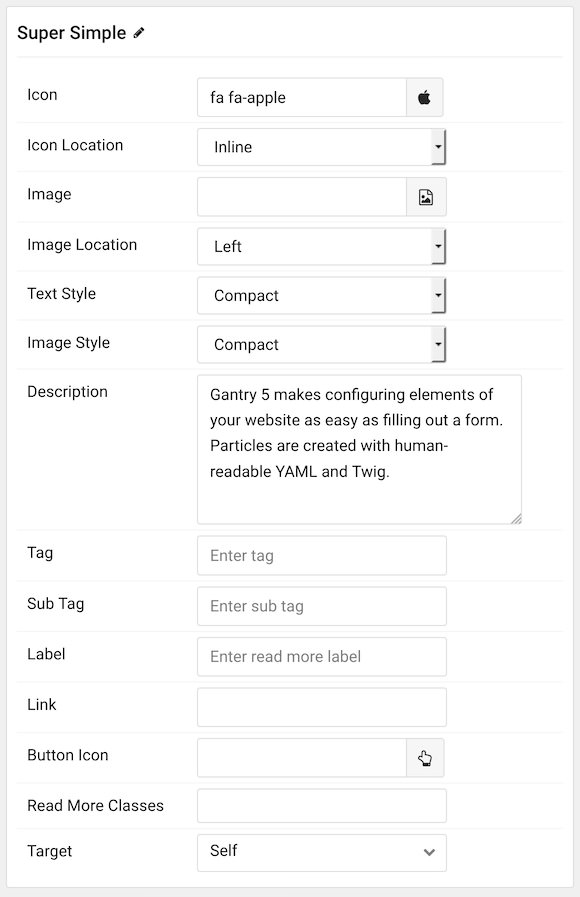 Super Simple
Icon
fa fa-apple
Icon Location
Inline
Image
Image Location
Left
Text Style
Compact
Image Style
Compact
Description
Gantry 5 makes configuring elements of
your website as easy as filling out a form.
Particles are created with human-
readable YAML and Twig.
Tag
Enter tag
Sub Tag
Enter sub tag
Label
Enter read more label
Link
Button Icon
Read More Classes
Target
Self